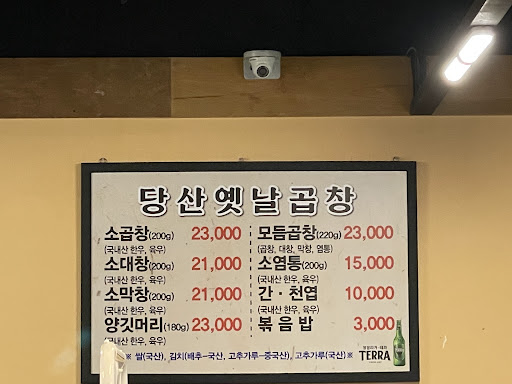 당산옛날곱창
소곱창(200g) 23,000
(국내산 한우, 육우)
소대창(200g) 21,000
(국내산 한우, 육우)
소막창(200g) 21,000
(국내산 한우, 육우)
양깃머리(180g) 23,000
모듬곱창(220g) 23,000
(곱창, 대창, 막창, 염통)
소염통(200g) 15,000
(국내산 한우, 육우)
간·천엽 10,000
(국내산 한우, 육우)
볶음밥 3,000
※ 쌀(국산), 김치(배추-국산, 고추가루-중국산), 고추가루(국산)※
TERRA